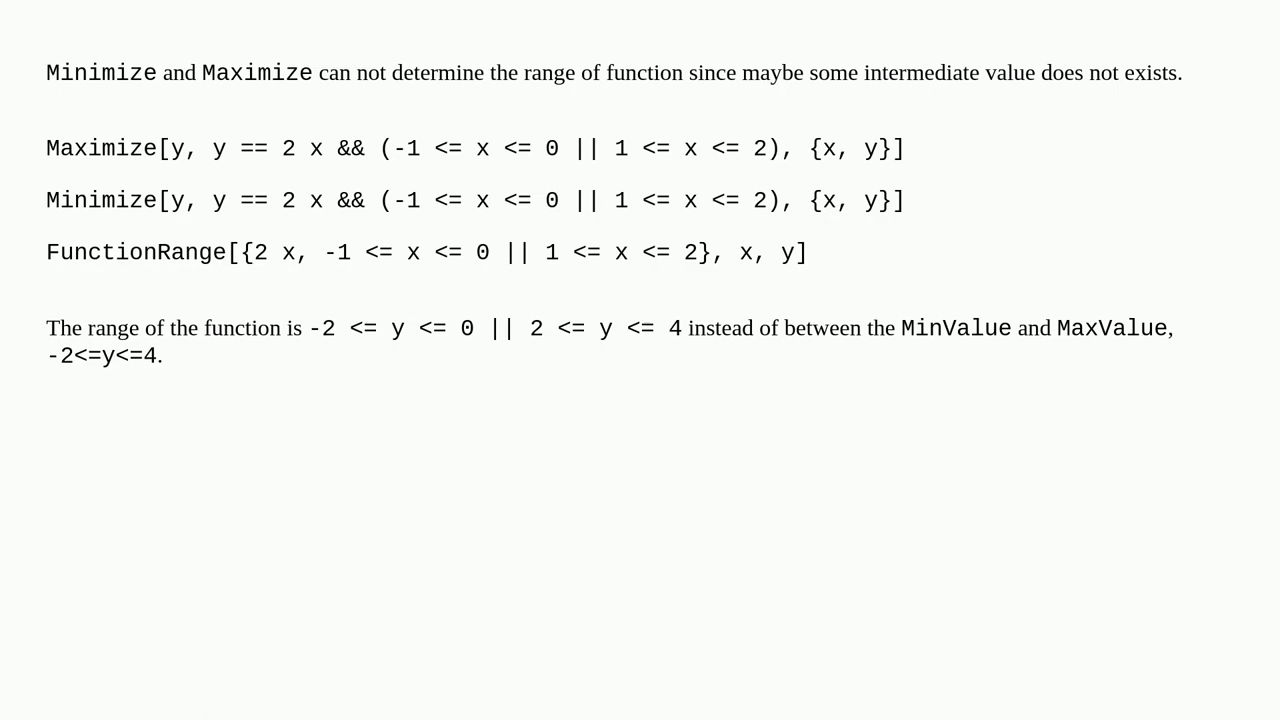 Minimize and Maximize can not determine the range of function since maybe some intermediate value does not exists.
Maximize[y, y == 2 x && (-1 <= x <= 0 || 1 <= x <= 2), {x, y}]
Minimize[y, y == 2 x && (-1 <= x <= 0 || 1 <= x <= 2), {x, y}]
FunctionRange[{2 x, -1 <= x <= 0 || 1 <= x <= 2}, x, y]
The range of the function is -2 <= y <= 0 || 2 <= y <= 4 instead of between the MinValue and MaxValue,
-2<=y<=4.